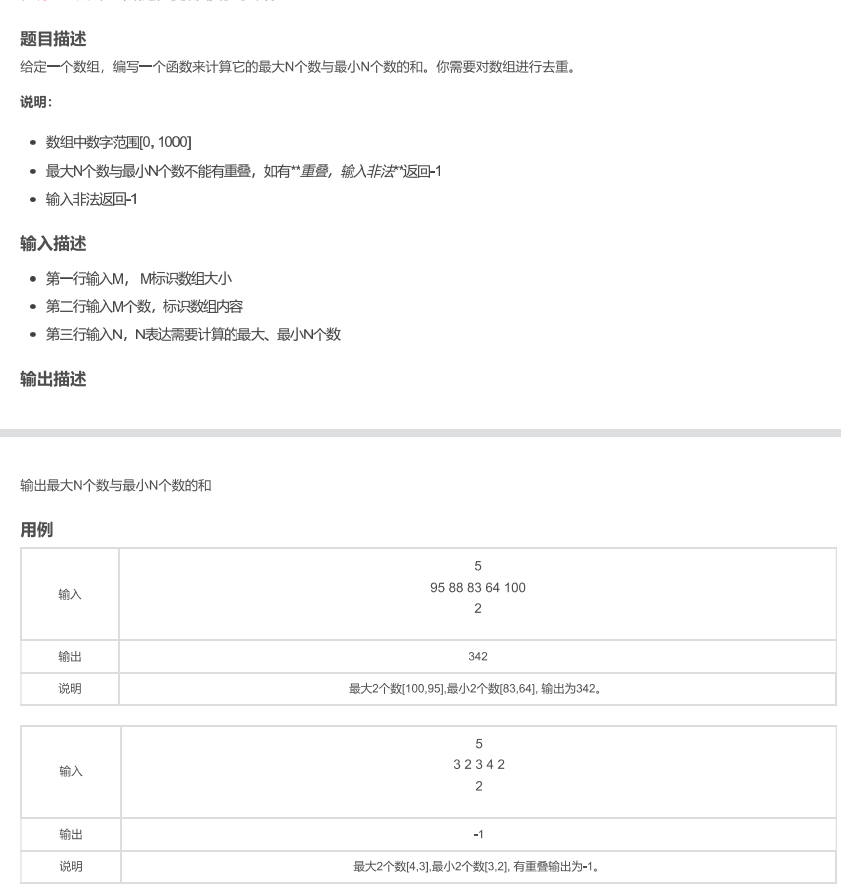 题目描述
给定一个数组，编写一个函数来计算它的最大N个数与最小N个数的和。你需要对数组进行去重。
说明：
• 数组中数字范围[0, 1000]
• 最大N个数与最小N个数不能有重叠，如有**重叠，输入非法**返回-1
• 输入非法返回-1
输入描述
• 第一行输入M， M标识数组大小
• 第二行输入M个数，标识数组内容
• 第三行输入N，N表达需要计算的最大、最小N个数
输出描述
输出最大N个数与最小N个数的和
用例
输入
5
95 88 83 64 100
2
输出
342
说明
最大2个数[100,95],最小2个数[83,64], 输出为342。
输入
5
3 2 3 4 2
2
输出
-1
说明
最大2个数[4,3],最小2个数[3,2], 有重叠输出为-1。